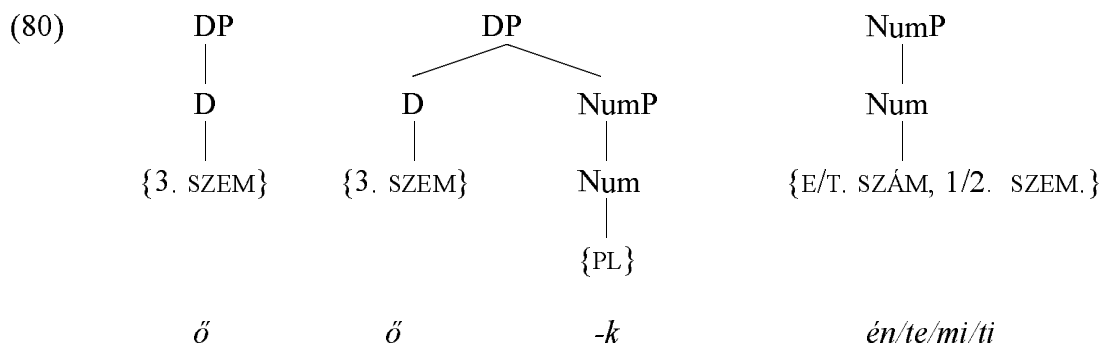 (80) DP DP NumP
D D NumP Num
{3. SZEM} {3. SZEM} Num {E/T. SZÁM, 1/2. SZEM.}
{PL}
ő ő -k én/te/mi/ti